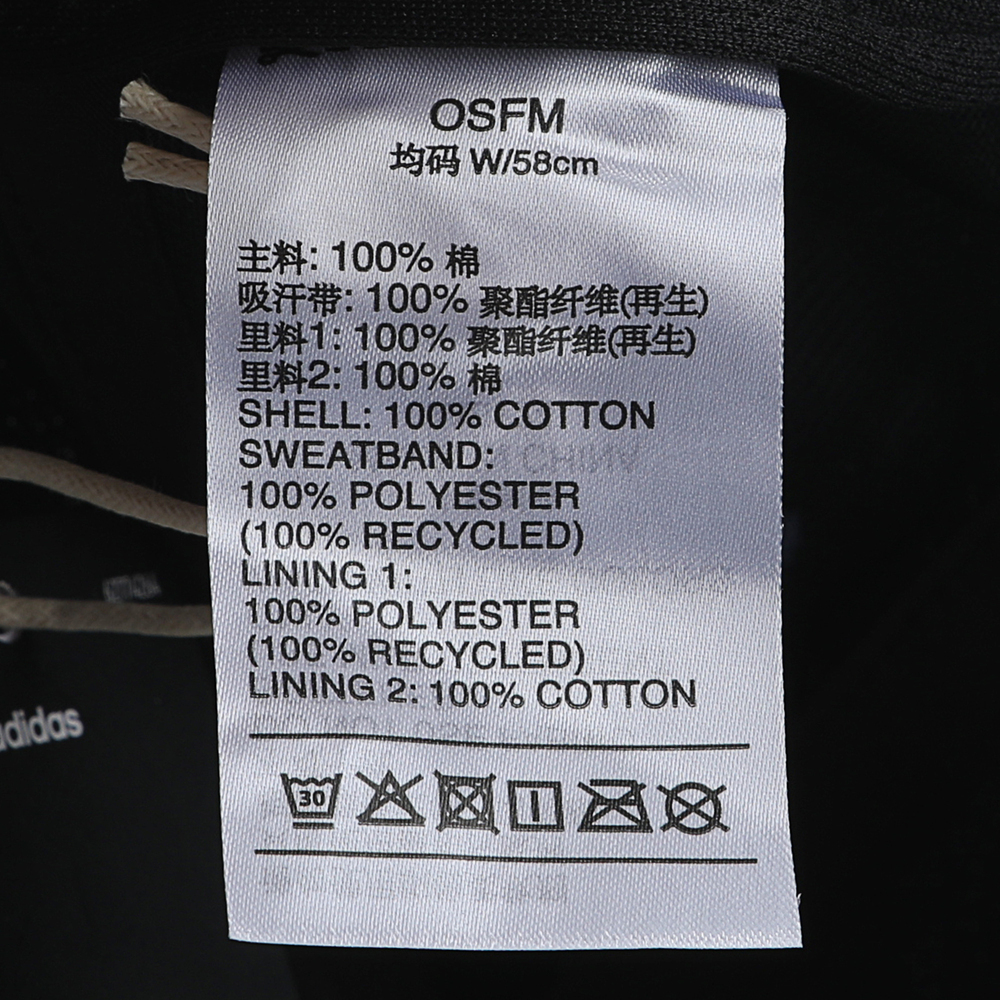 OSFM
均码 W/58cm
主料: 100% 棉
吸汗带: 100% 聚酯纤维(再生)
里料1: 100% 聚酯纤维(再生)
里料2: 100% 棉
SHELL: 100% COTTON
SWEATBAND:
100% POLYESTER
(100% RECYCLED)
LINING 1:
100% POLYESTER
(100% RECYCLED)
LINING 2: 100% COTTON
30
adidas